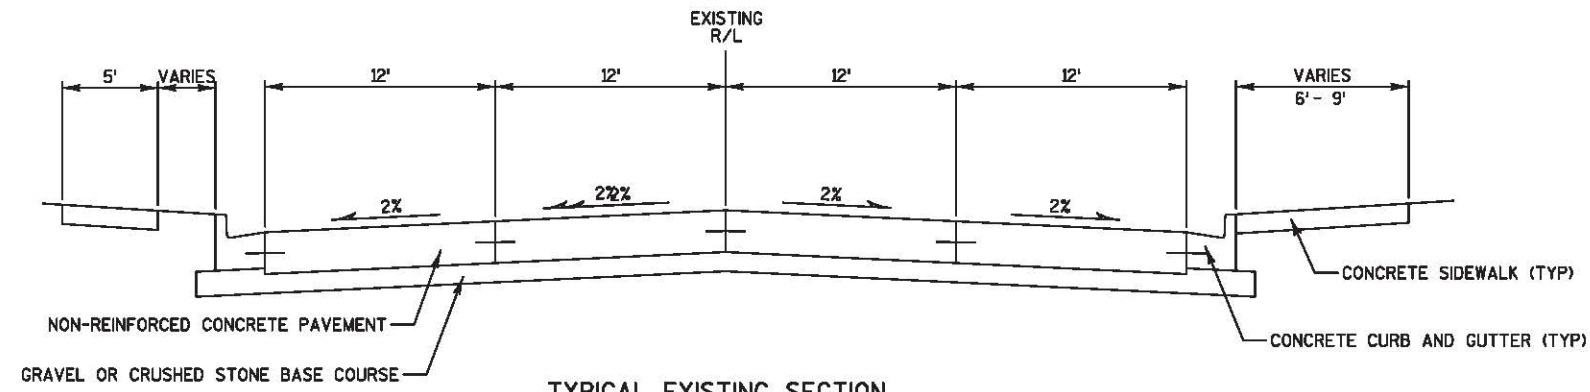 EXISTING
R/L
5' VARIES 12' 12' 12' 12' VARIES
6' - 9'
2% 2%2% 2% 2%
CONCRETE SIDEWALK (TYP)
NON-REINFORCED CONCRETE PAVEMENT
CONCRETE CURB AND GUTTER (TYP)
GRAVEL OR CRUSHED STONE BASE COURSE
TYPICAL EXISTING SECTION